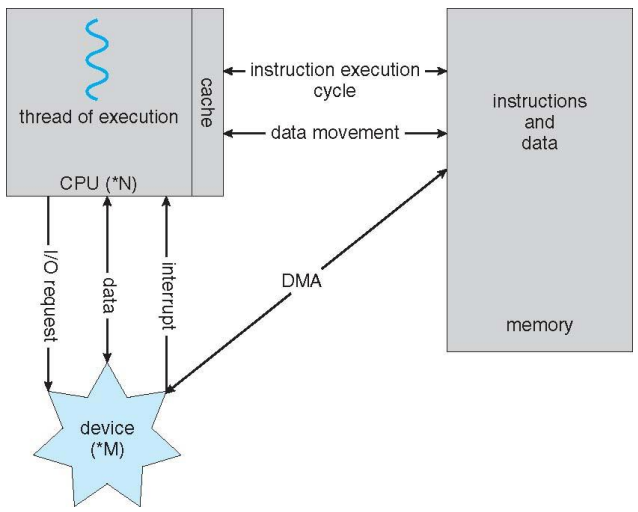 thread of execution
cache
CPU (*N)
instruction execution
cycle
data movement
instructions
and
data
memory
I/O request
data
interrupt
DMA
device
(*M)